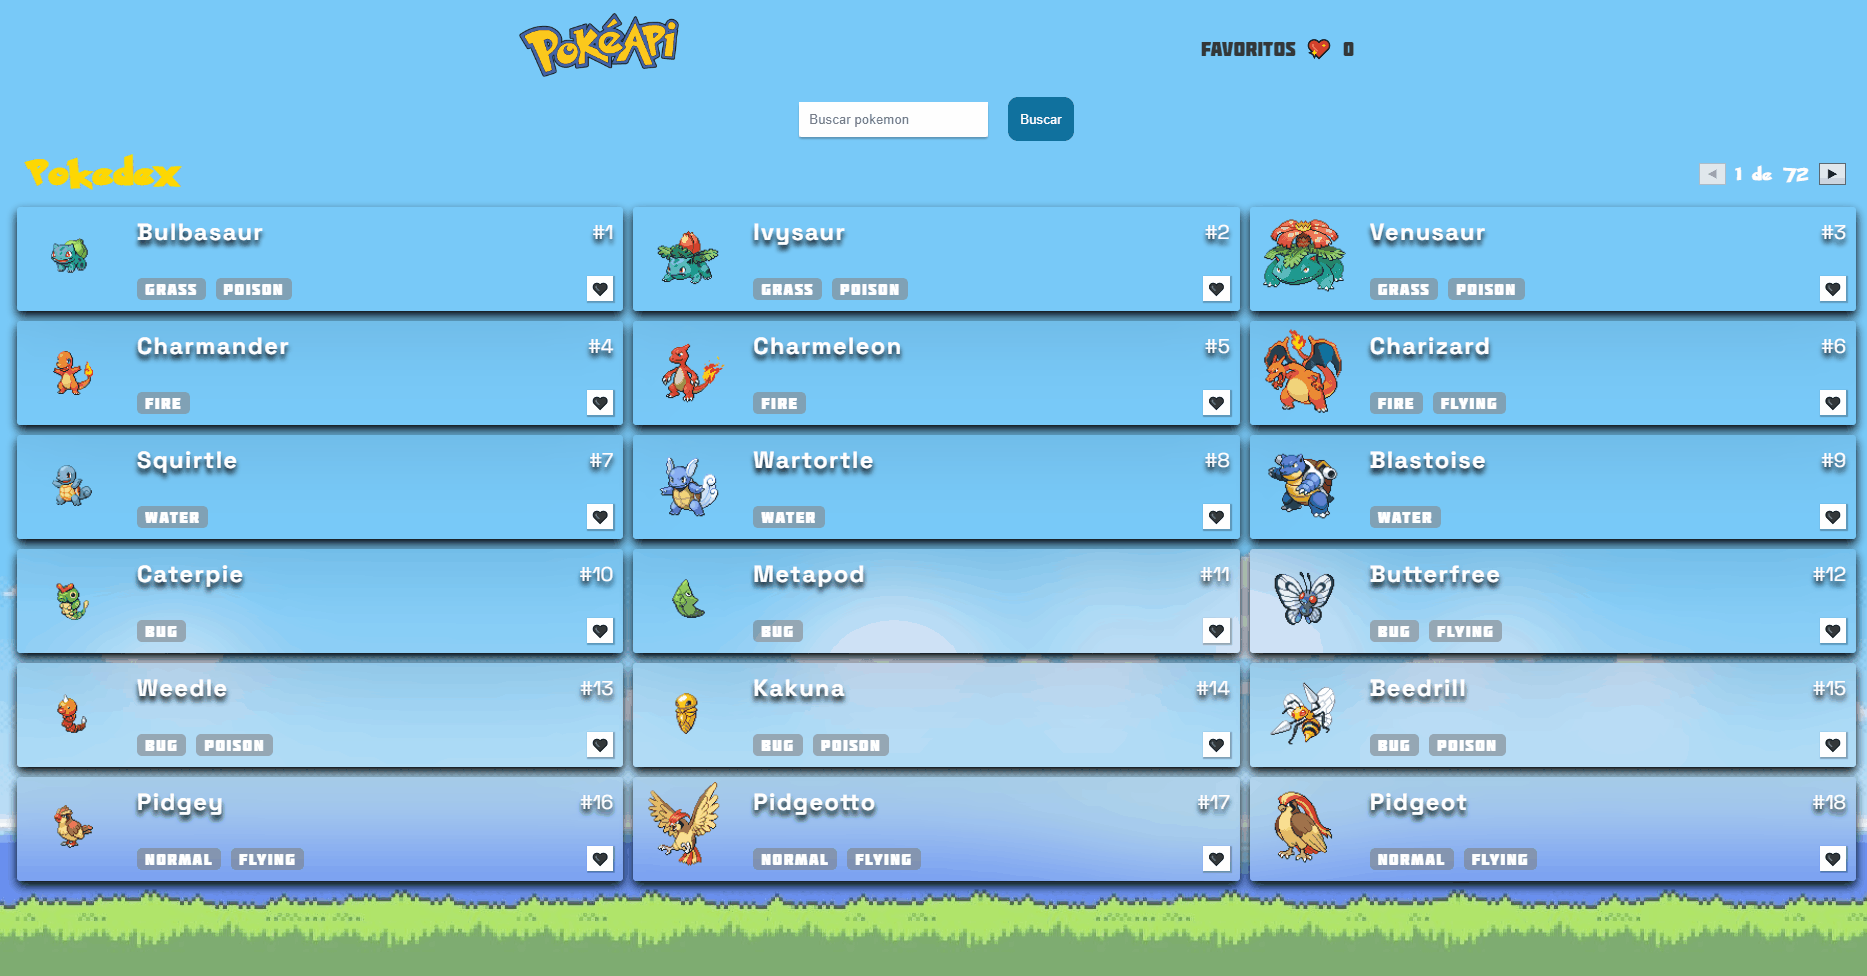 PokéAPi
FAVORITOS 0
Buscar pokemon
Buscar
Pokedex
1 de 72
Bulbasaur #1
GRASS POISON
Ivysaur #2
GRASS POISON
Venusaur #3
GRASS POISON
Charmander #4
FIRE
Charmeleon #5
FIRE
Charizard #6
FIRE FLYING
Squirtle #7
WATER
Wartortle #8
WATER
Blastoise #9
WATER
Caterpie #10
BUG
Metapod #11
BUG
Butterfree #12
BUG FLYING
Weedle #13
BUG POISON
Kakuna #14
BUG POISON
Beedrill #15
BUG POISON
Pidgey #16
NORMAL FLYING
Pidgeotto #17
NORMAL FLYING
Pidgeot #18
NORMAL FLYING